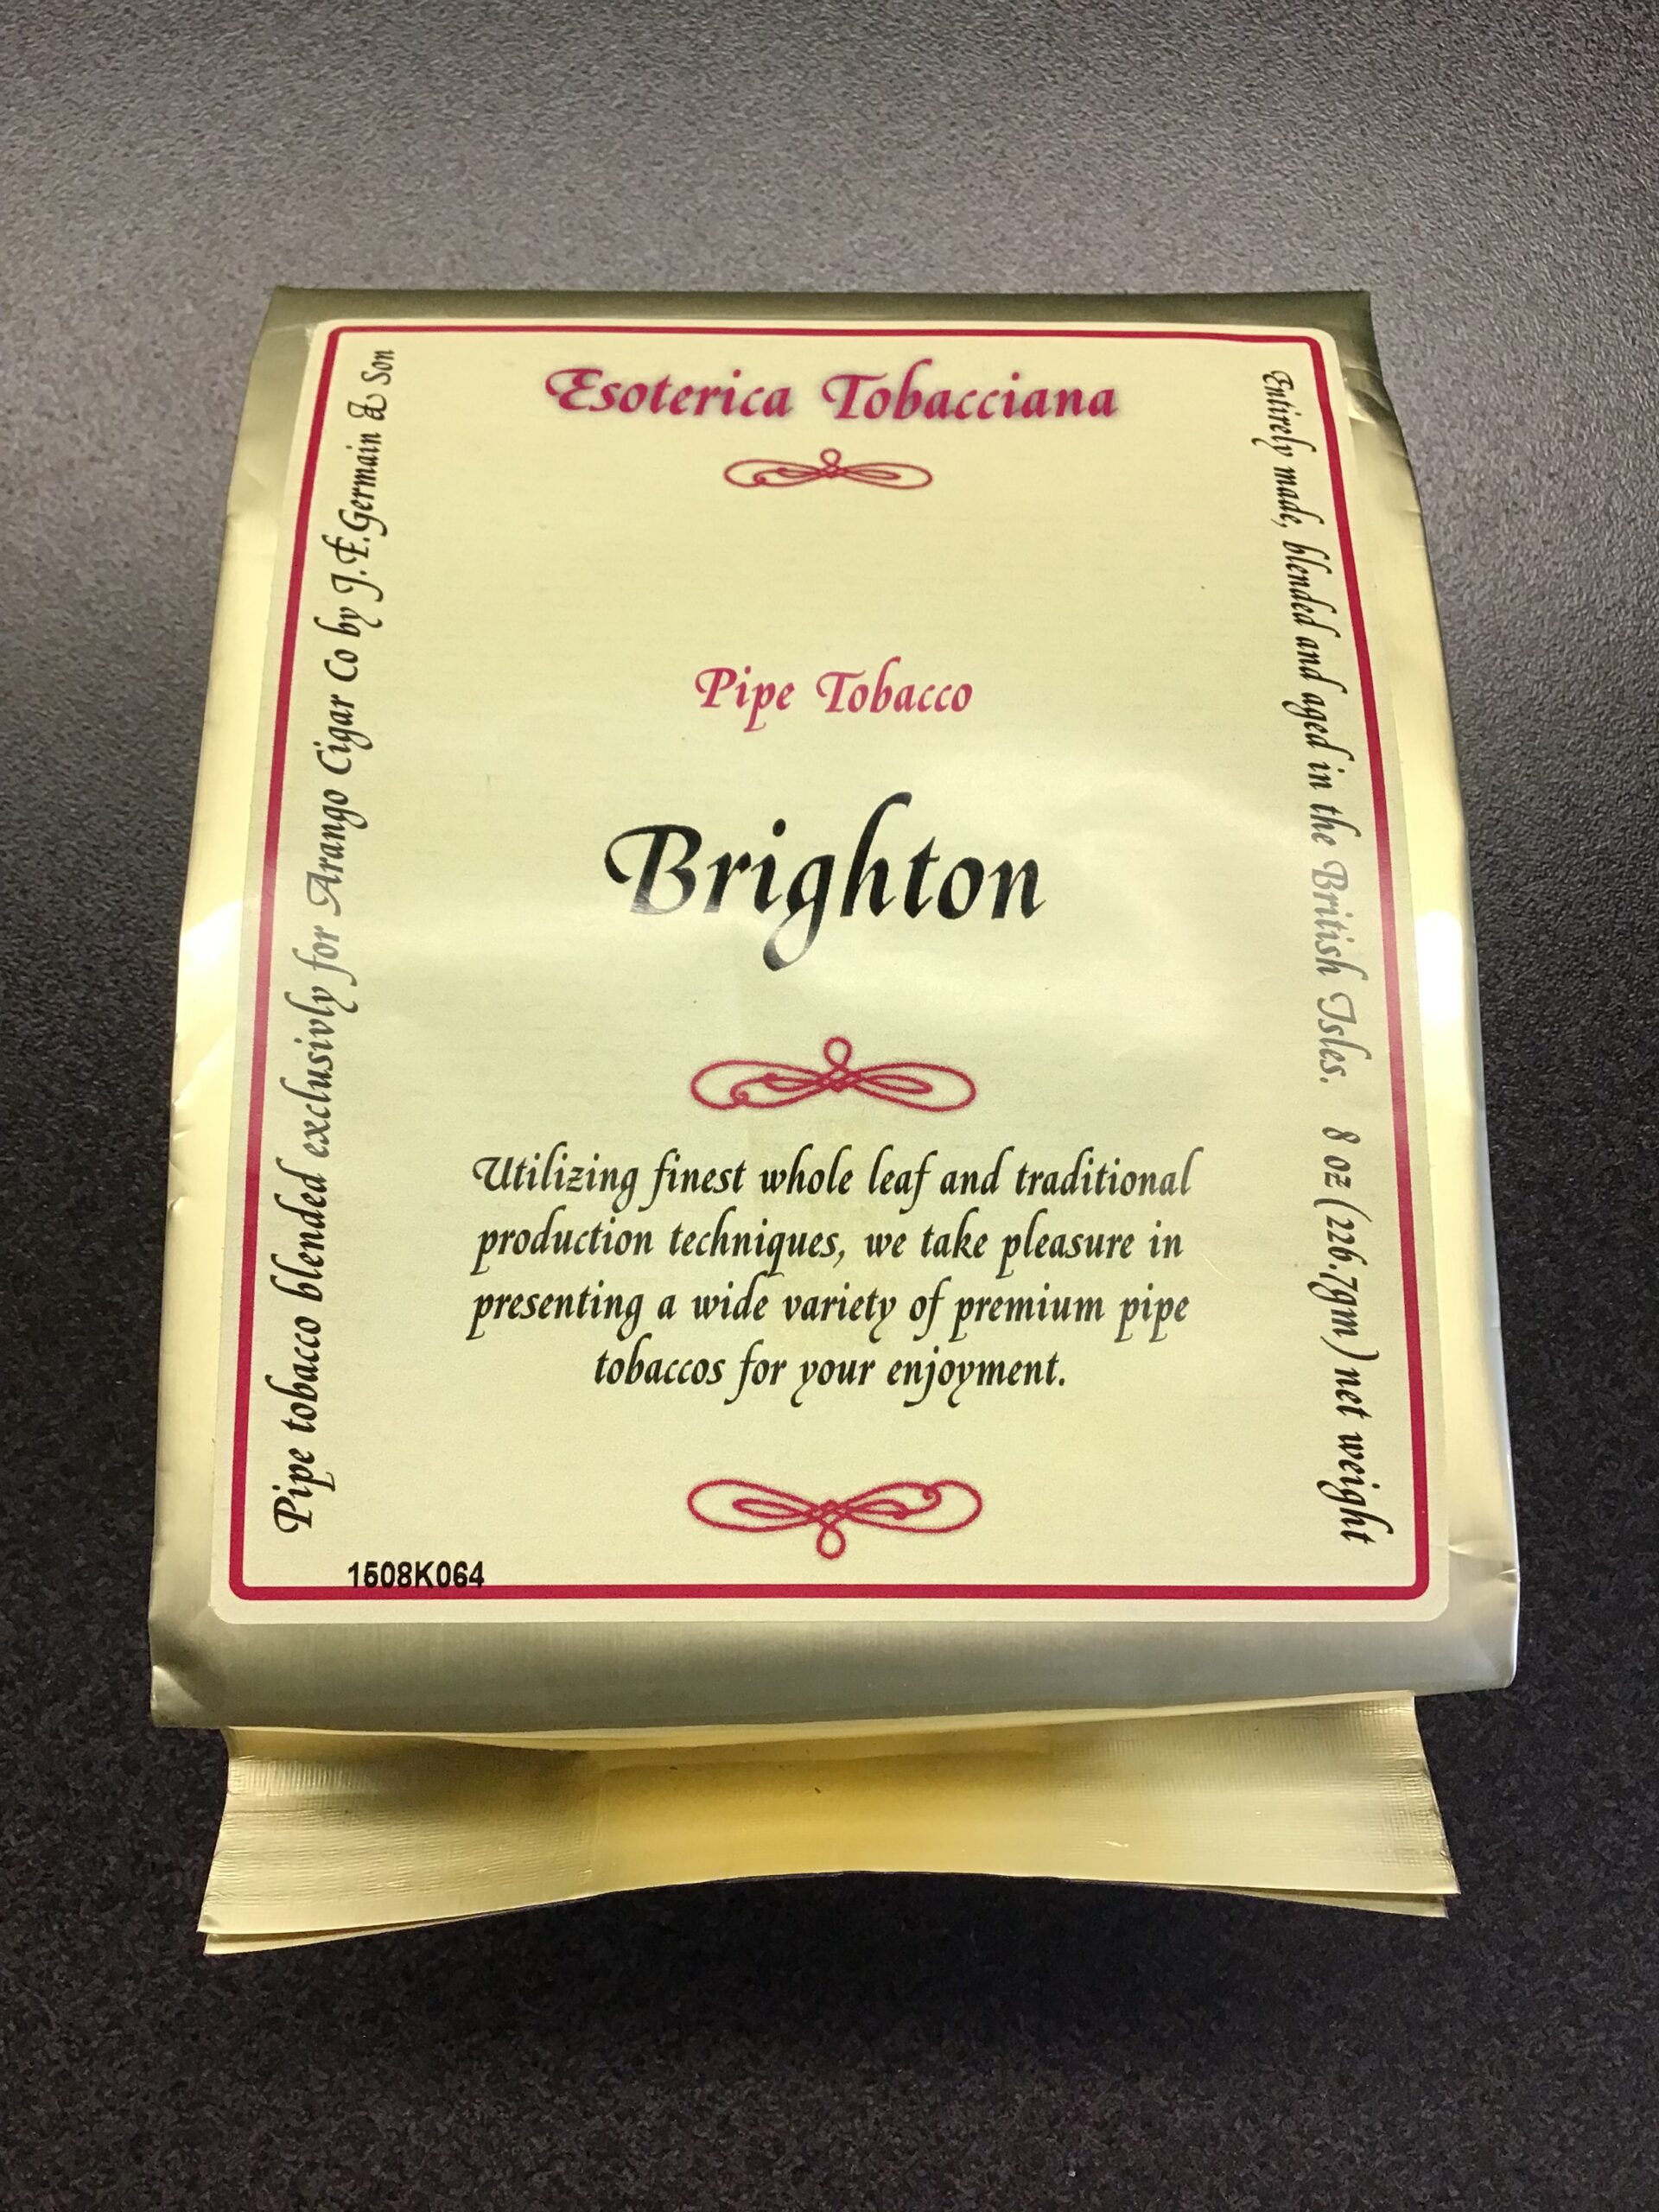 Esoterica Tobacciana
Pipe Tobacco
Brighton
Utilizing finest whole leaf and traditional
production techniques, we take pleasure in
presenting a wide variety of premium pipe
tobaccos for your enjoyment.
Pipe tobacco blended exclusivly for Arango Cigar Co by J.F.Germain & Son
Entirely made, blended and aged in the British Isles. 8 oz (226.7gm) net weight
1508K064